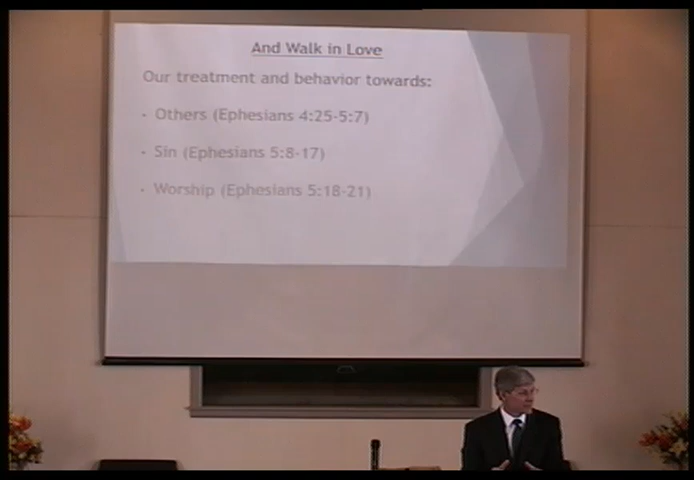 And Walk in Love
Our treatment and behavior towards:
• Others (Ephesians 4:25-5:7)
• Sin (Ephesians 5:8-17)
• Worship (Ephesians 5:18-21)